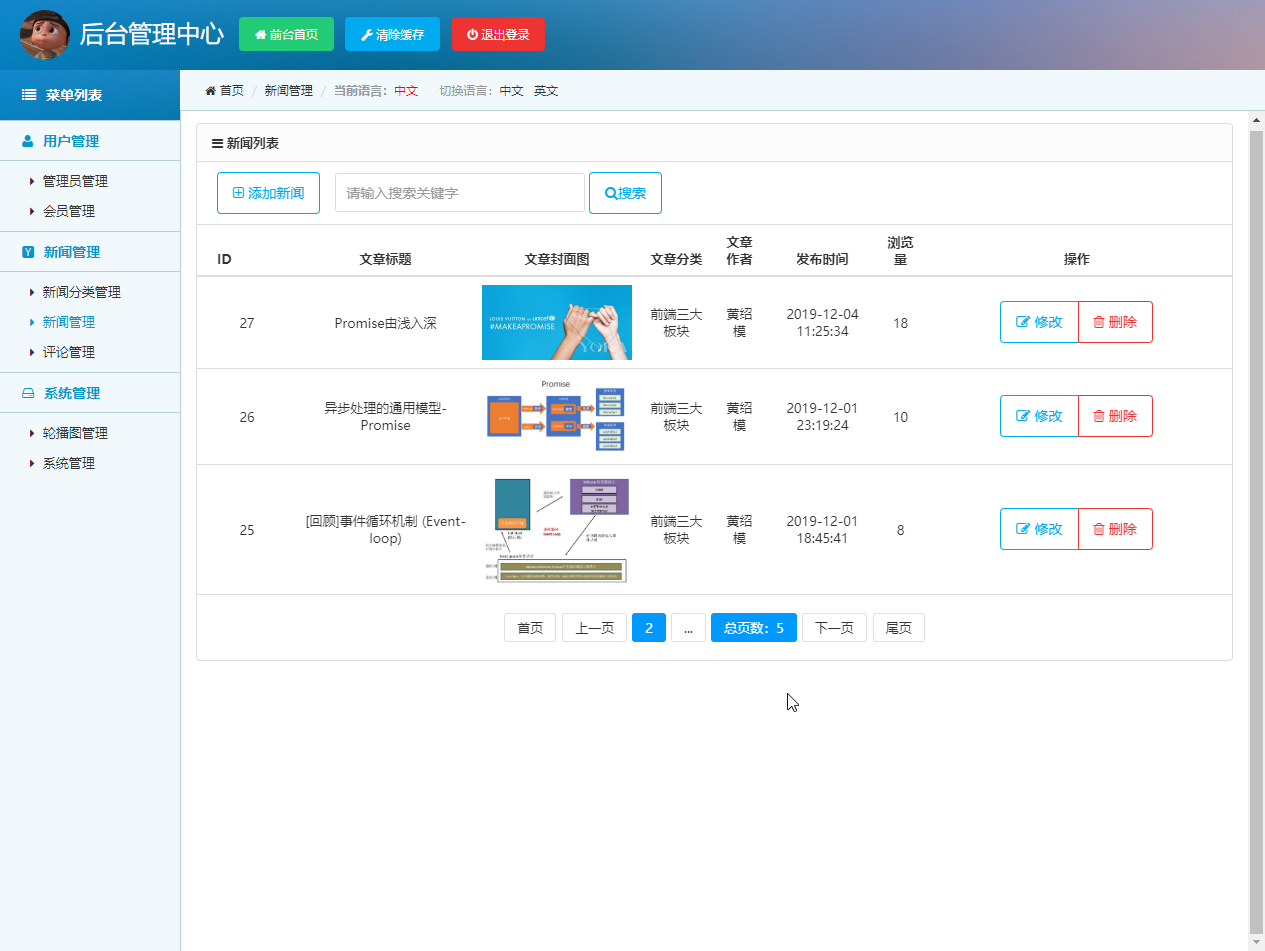 后台管理中心
前台首页
清除缓存
退出登录
菜单列表
用户管理
管理员管理
会员管理
新闻管理
新闻分类管理
新闻管理
评论管理
系统管理
轮播图管理
系统管理
首页 / 新闻管理 / 当前语言：中文 切换语言：中文 英文
新闻列表
添加新闻
请输入搜索关键字
搜索
ID 文章标题 文章封面图 文章分类 文章作者 发布时间 浏览量 操作
27
Promise由浅入深
LOUIS VUITTON for unicef
#MAKEAPROMISE
前端三大
板块
黄绍
模
2019-12-04
11:25:34
18
修改
删除
26
异步处理的通用模型-
Promise
Promise
前端三大
板块
黄绍
模
2019-12-01
23:19:24
10
修改
删除
25
[回顾]事件循环机制 (Event-
loop)
Event Loop
前端三大
板块
黄绍
模
2019-12-01
18:45:41
8
修改
删除
首页 上一页 2 ... 总页数：5 下一页 尾页